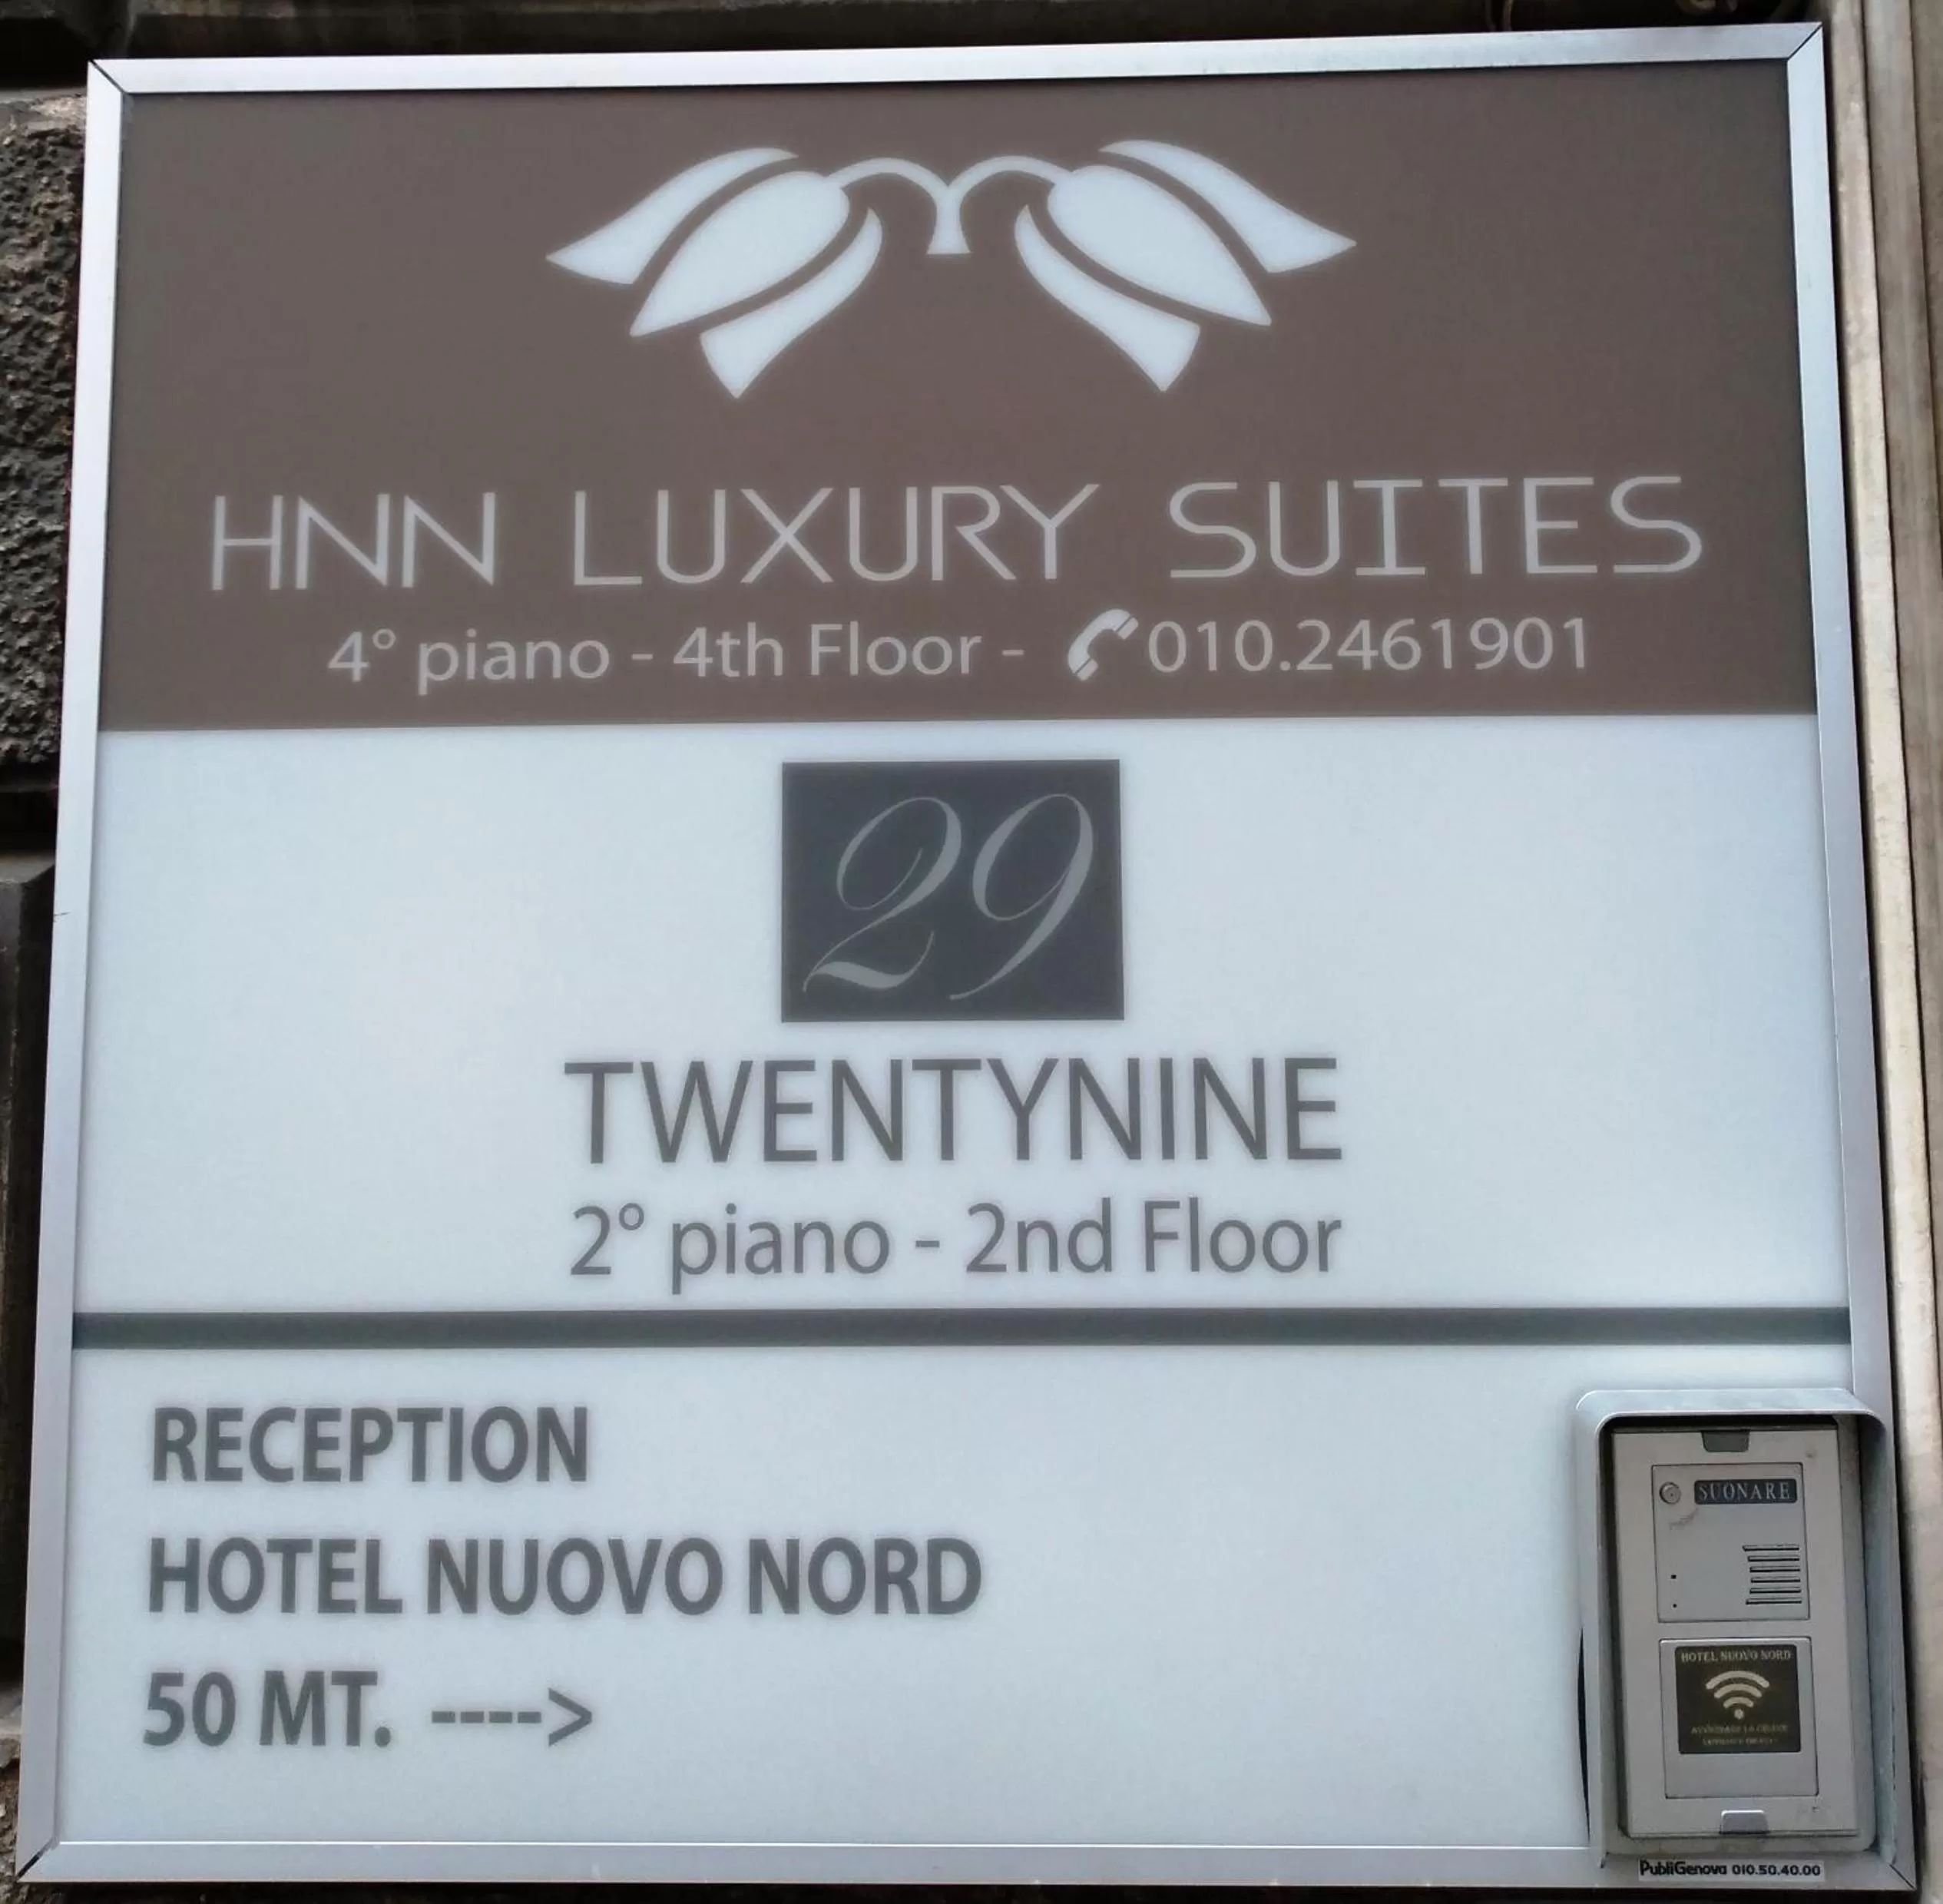 HNN LUXURY SUITES
4° piano - 4th Floor - 010.2461901
29
TWENTYNINE
2° piano - 2nd Floor
RECEPTION
HOTEL NUOVO NORD
50 MT. ---->
SUONARE
HOTEL NUOVO NORD
PubliGenova 010.50.40.00